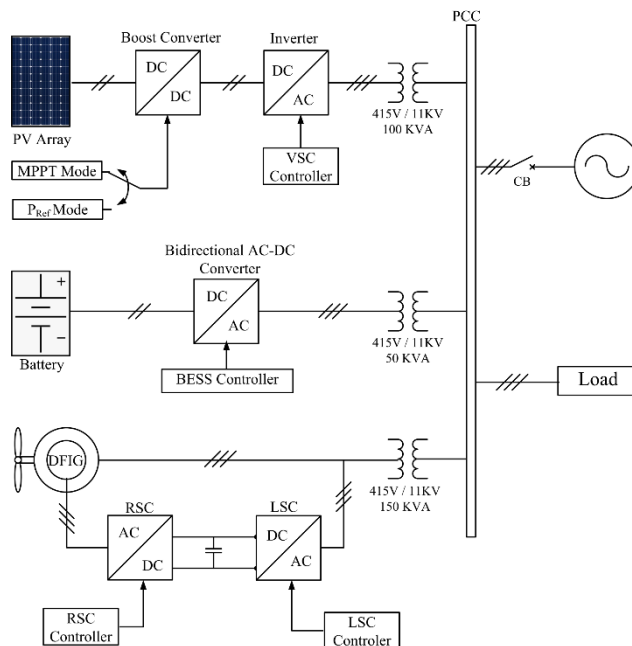 PCC
Boost Converter
Inverter
DC
DC
DC
AC
PV Array
415V / 11KV
100 KVA
MPPT Mode
VSC
Controller
PRef Mode
CB
Bidirectional AC-DC
Converter
DC
AC
Battery
415V / 11KV
50 KVA
BESS Controller
Load
DFIG
415V / 11KV
150 KVA
RSC
LSC
AC
DC
DC
AC
RSC
Controller
LSC
Controler